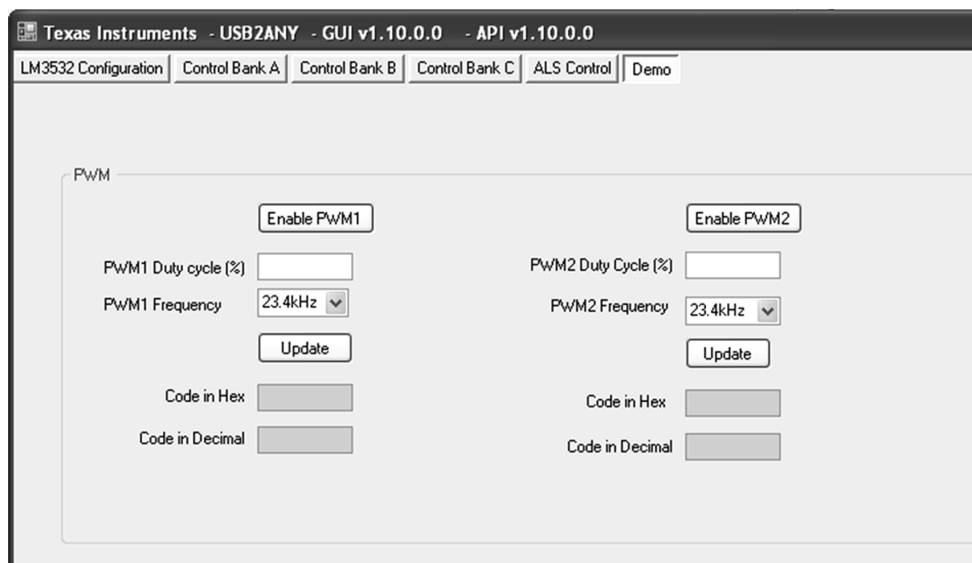 Texas Instruments - USB2ANY - GUI v1.10.0.0 - API v1.10.0.0
LM3532 Configuration Control Bank A Control Bank B Control Bank C ALS Control Demo
PWM
Enable PWM1
PWM1 Duty cycle (%)
PWM1 Frequency 23.4kHz
Update
Code in Hex
Code in Decimal
Enable PWM2
PWM2 Duty Cycle (%)
PWM2 Frequency 23.4kHz
Update
Code in Hex
Code in Decimal